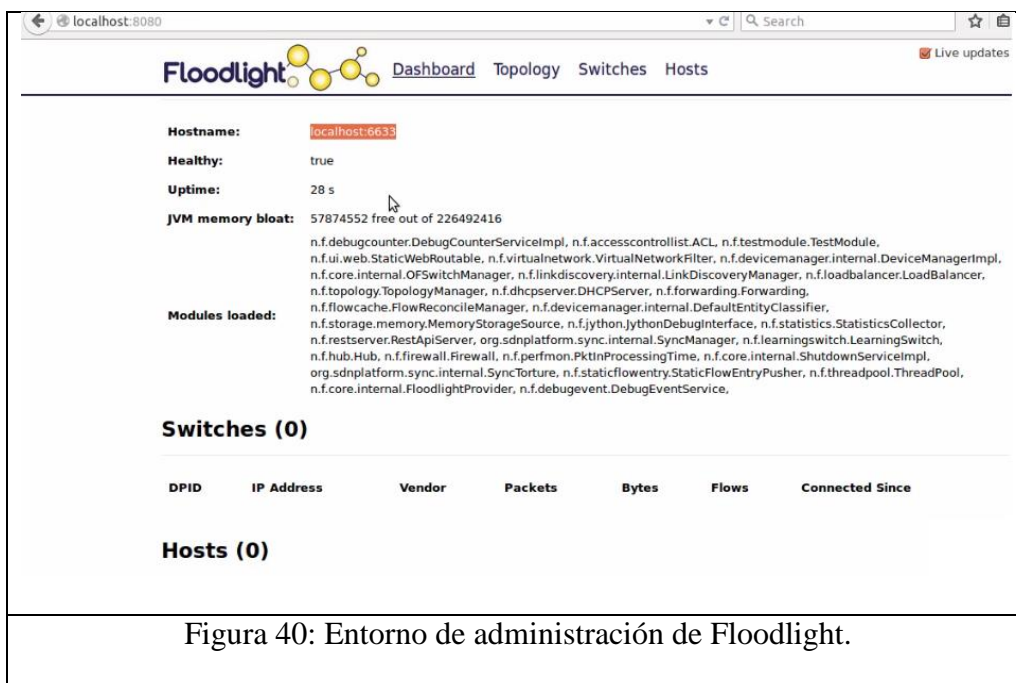 localhost:8080
Search
Floodlight
Dashboard Topology Switches Hosts
Live updates
Hostname: localhost:6633
Healthy: true
Uptime: 28 s
JVM memory bloat: 57874552 free out of 226492416
Modules loaded:
n.f.debugcounter.DebugCounterServiceImpl, n.f.accesscontrollist.ACL, n.f.testmodule.TestModule,
n.f.ui.web.StaticWebRoutable, n.f.virtualnetwork.VirtualNetworkFilter, n.f.devicemanager.internal.DeviceManagerImpl,
n.f.core.internal.OFSwitchManager, n.f.linkdiscovery.internal.LinkDiscoveryManager, n.f.loadbalancer.LoadBalancer,
n.f.topology.TopologyManager, n.f.dhcpserver.DHCPServer, n.f.forwarding.Forwarding,
n.f.flowcache.FlowReconcileManager, n.f.devicemanager.internal.DefaultEntityClassifier,
n.f.storage.memory.MemoryStorageSource, n.f.jython.JythonDebugInterface, n.f.statistics.StatisticsCollector,
n.f.restserver.RestApiServer, org.sdnplatform.sync.internal.SyncManager, n.f.learningswitch.LearningSwitch,
n.f.hub.Hub, n.f.firewall.Firewall, n.f.perfmon.PktInProcessingTime, n.f.core.internal.ShutdownServiceImpl,
org.sdnplatform.sync.internal.SyncTorture, n.f.staticflowentry.StaticFlowEntryPusher, n.f.threadpool.ThreadPool,
n.f.core.internal.FloodlightProvider, n.f.debugevent.DebugEventService,
Switches (0)
DPID IP Address Vendor Packets Bytes Flows Connected Since
Hosts (0)
Figura 40: Entorno de administración de Floodlight.